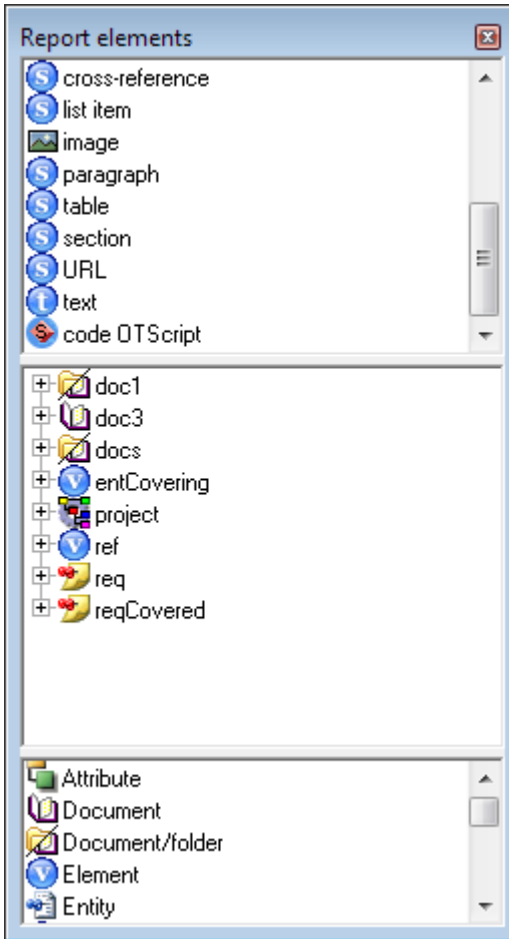 Report elements
cross-reference
list item
image
paragraph
table
section
URL
text
code OTScript
doc1
doc3
docs
entCovering
project
ref
req
reqCovered
Attribute
Document
Document/folder
Element
Entity